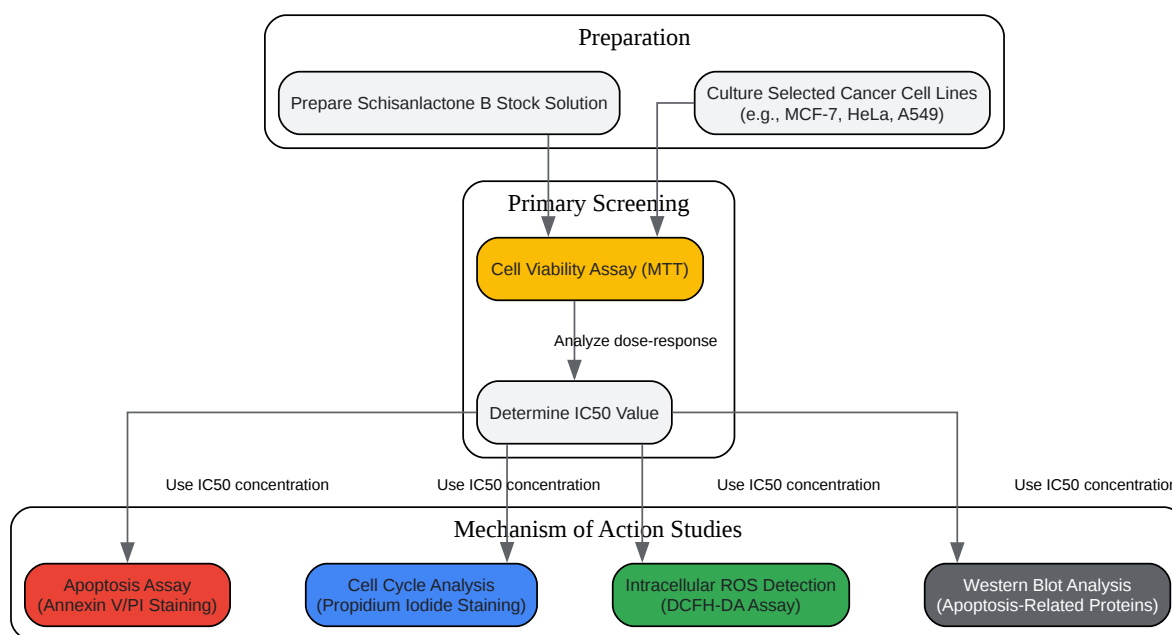 Preparation
Prepare Schisanlactone B Stock Solution
Culture Selected Cancer Cell Lines
(e.g., MCF-7, HeLa, A549)
Primary Screening
Cell Viability Assay (MTT)
Analyze dose-response
Determine IC50 Value
Use IC50 concentration
Use IC50 concentration
Use IC50 concentration
Use IC50 concentration
Mechanism of Action Studies
Apoptosis Assay
(Annexin V/PI Staining)
Cell Cycle Analysis
(Propidium Iodide Staining)
Intracellular ROS Detection
(DCFH-DA Assay)
Western Blot Analysis
(Apoptosis-Related Proteins)